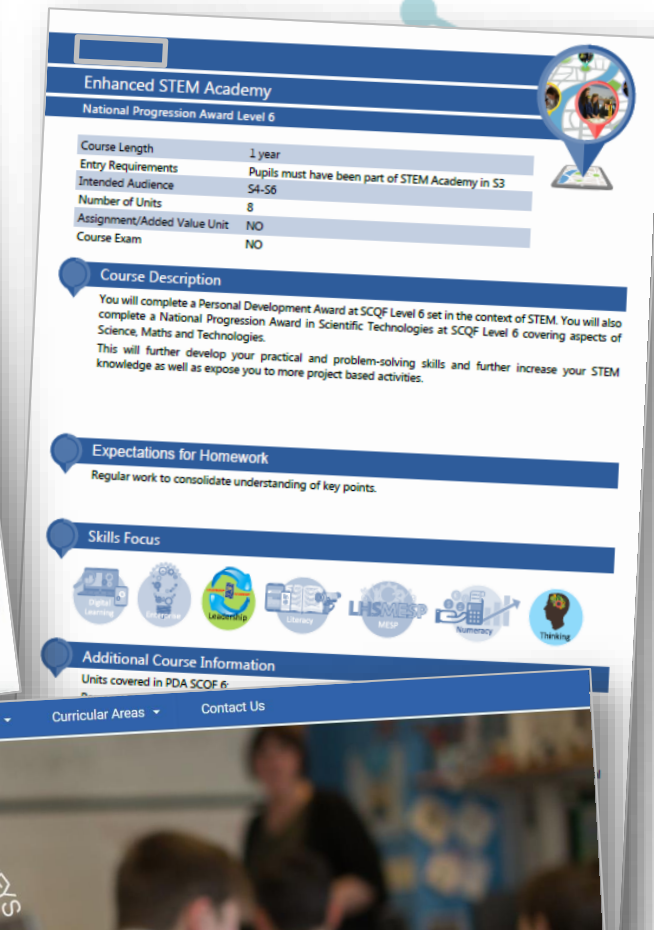 Enhanced STEM Academy
National Progression Award Level 6
Course Length 1 year
Entry Requirements Pupils must have been part of STEM Academy in S3
Intended Audience S4-S6
Number of Units 8
Assignment/Added Value Unit NO
Course Exam NO
Course Description
You will complete a Personal Development Award at SCQF Level 6 set in the context of STEM. You will also
complete a National Progression Award in Scientific Technologies at SCQF Level 6 covering aspects of
Science, Maths and Technologies.
This will further develop your practical and problem-solving skills and further increase your STEM
knowledge as well as expose you to more project based activities.
Expectations for Homework
Regular work to consolidate understanding of key points.
Skills Focus
Digital
Learning
Enterprise
Leadership
Literacy
LHSMESP
MESP
Numeracy
Thinking
Additional Course Information
Units covered in PDA SCQF 6:
Curricular Areas
Contact Us